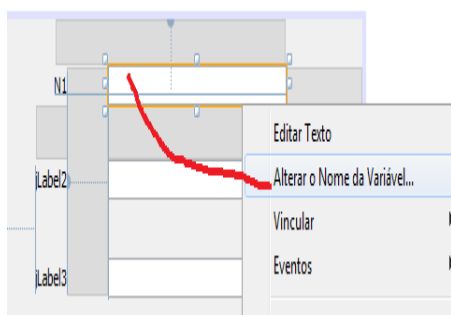 N1
Editar Texto
jLabel2
Alterar o Nome da Variável...
Vincular
Eventos
jLabel3